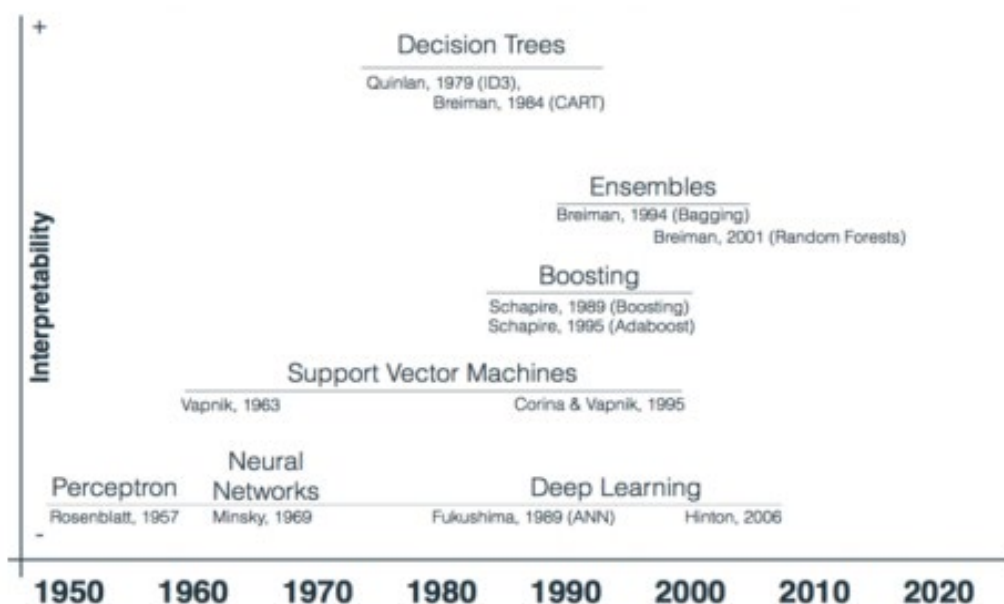 +
Decision Trees
Quinlan, 1979 (ID3),
Breiman, 1984 (CART)
Ensembles
Breiman, 1994 (Bagging)
Breiman, 2001 (Random Forests)
Interpretability
Boosting
Schapire, 1989 (Boosting)
Schapire, 1995 (Adaboost)
Support Vector Machines
Vapnik, 1963 Corina & Vapnik, 1995
Perceptron Neural Networks Deep Learning
Rosenblatt, 1957 Minsky, 1969 Fukushima, 1989 (ANN) Hinton, 2006
-
1950 1960 1970 1980 1990 2000 2010 2020